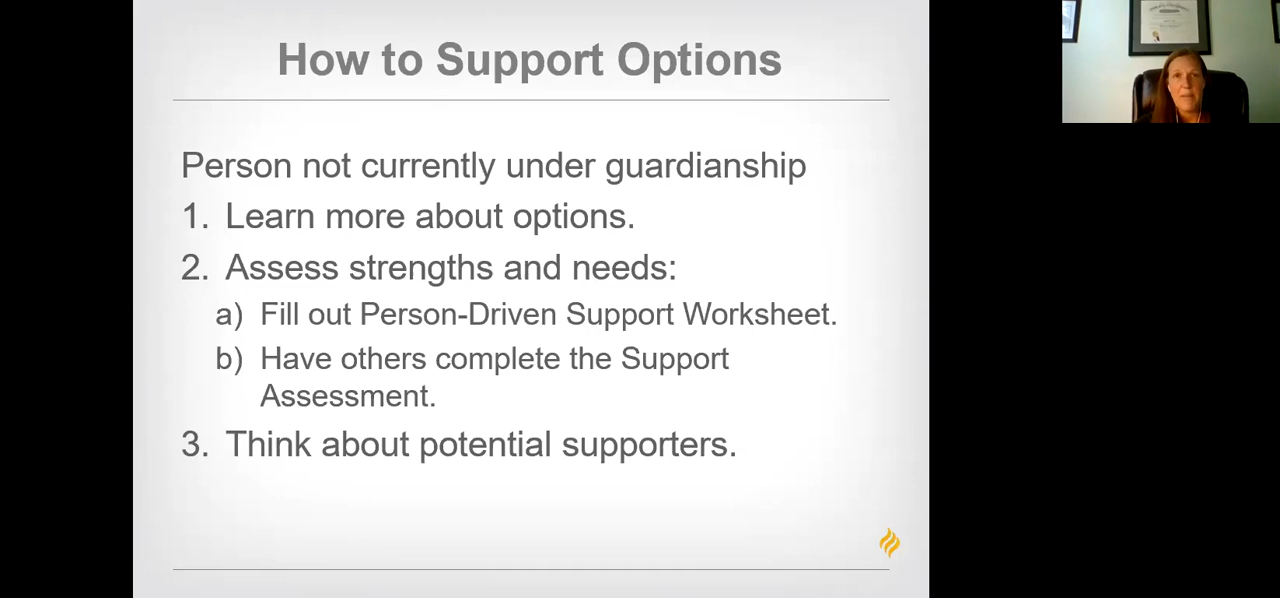 How to Support Options
Person not currently under guardianship
1. Learn more about options.
2. Assess strengths and needs:
a) Fill out Person-Driven Support Worksheet.
b) Have others complete the Support
Assessment.
3. Think about potential supporters.